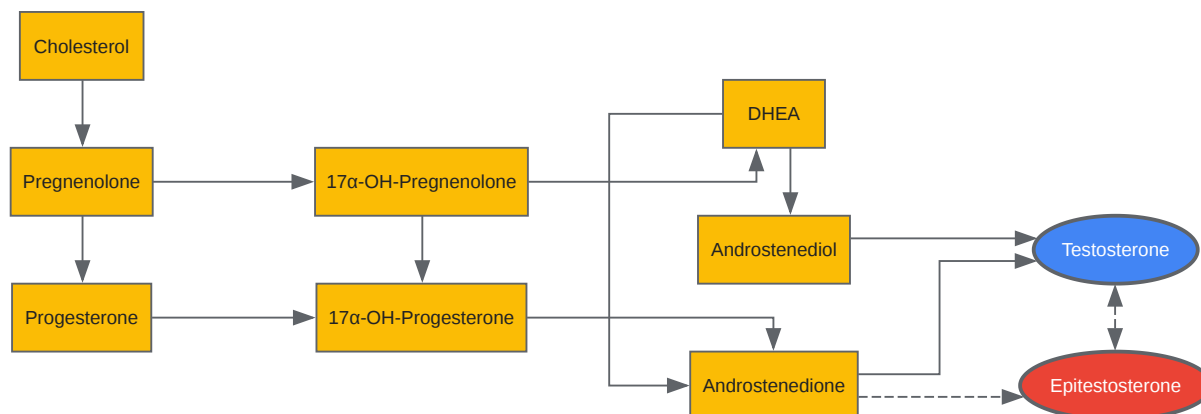 Cholesterol
DHEA
Pregnenolone
17α-OH-Pregnenolone
Androstenediol
Testosterone
Progesterone
17α-OH-Progesterone
Androstenedione
Epitestosterone